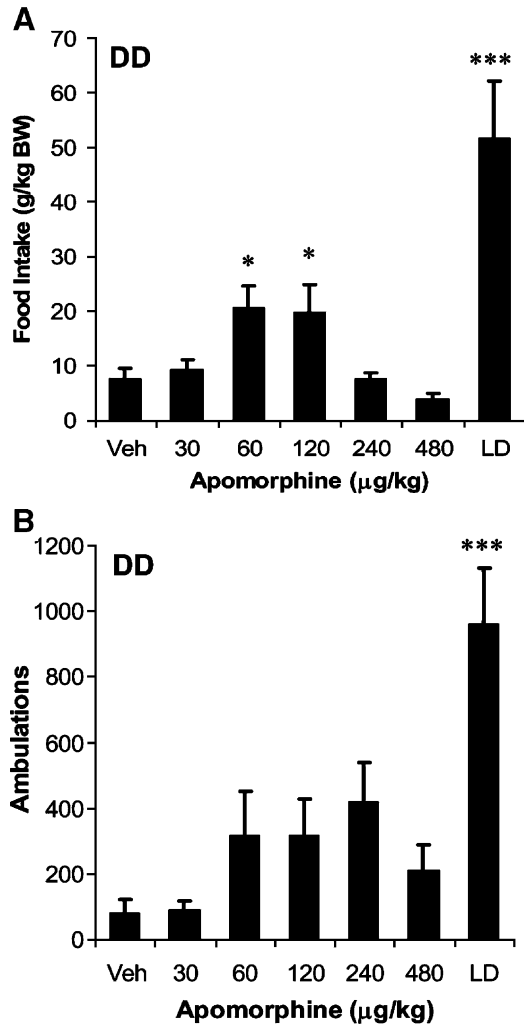 A
DD
Food Intake (g/kg BW)
70
60
50
40
30
20
10
0
*
*
***
Veh 30 60 120 240 480 LD
Apomorphine (μg/kg)
B
DD
Ambulations
1200
1000
800
600
400
200
0
***
Veh 30 60 120 240 480 LD
Apomorphine (μg/kg)